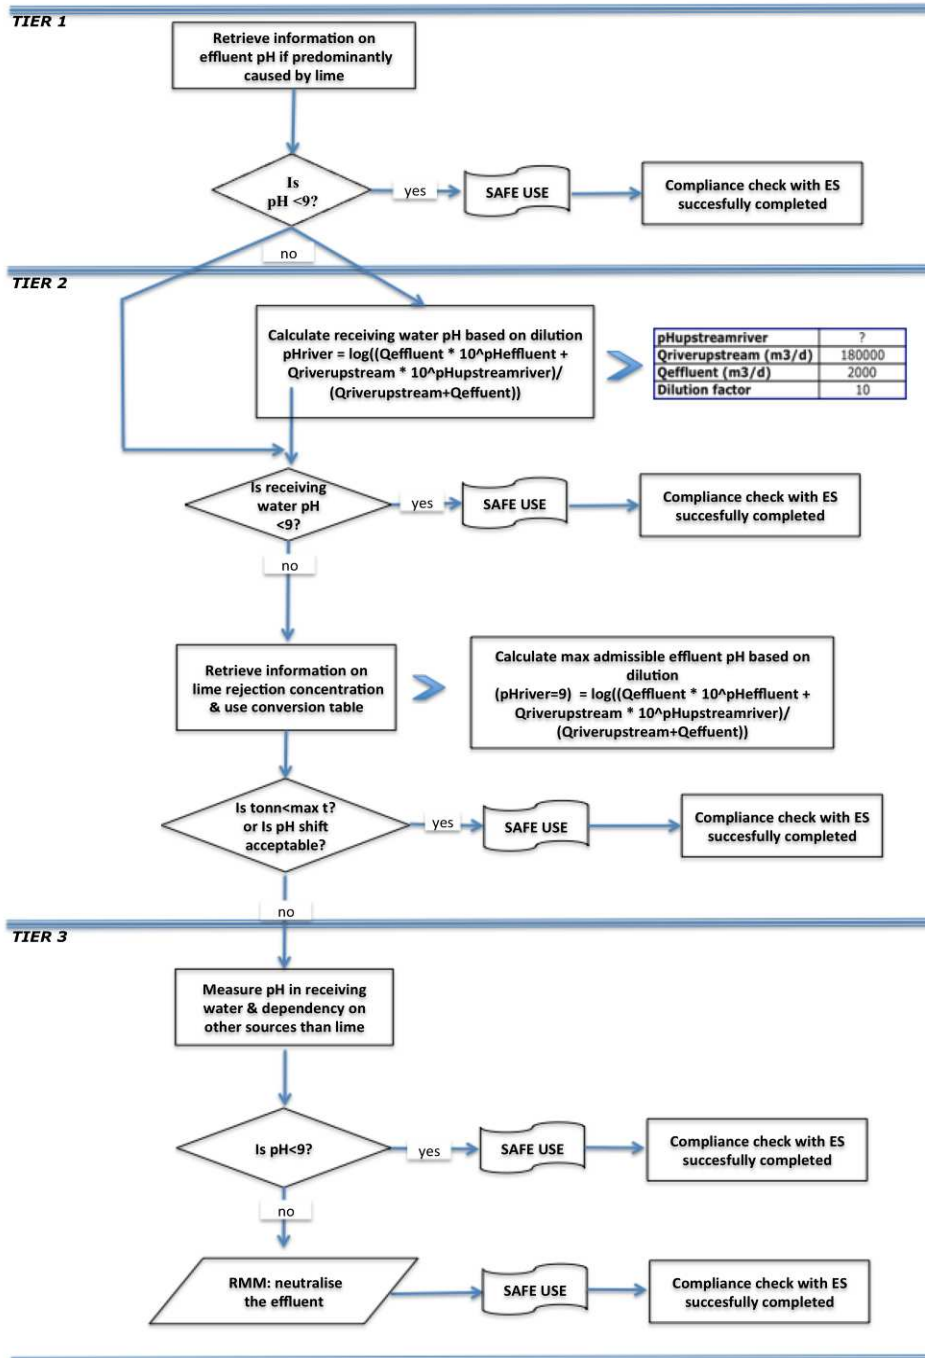 TIER 1
Retrieve information on
effluent pH if predominantly
caused by lime
Is
pH <9?
yes
SAFE USE
Compliance check with ES
succesfully completed
no
TIER 2
Calculate receiving water pH based on dilution
pHriver = log((Qeffluent * 10^pHeffluent +
Qriverupstream * 10^pHupstreamriver)/
(Qriverupstream+Qeffuent))
pHupstreamriver ?
Qriverupstream (m3/d) 180000
Qeffluent (m3/d) 2000
Dilution factor 10
Is receiving
water pH
<9?
yes
SAFE USE
Compliance check with ES
succesfully completed
no
Retrieve information on
lime rejection concentration
& use conversion table
Calculate max admissible effluent pH based on
dilution
(pHriver=9) = log((Qeffluent * 10^pHeffluent +
Qriverupstream * 10^pHupstreamriver)/
(Qriverupstream+Qeffuent))
Is tonn<max t?
or Is pH shift
acceptable?
yes
SAFE USE
Compliance check with ES
succesfully completed
no
TIER 3
Measure pH in receiving
water & dependency on
other sources than lime
Is pH<9?
yes
SAFE USE
Compliance check with ES
succesfully completed
no
RMM: neutralise
the effluent
SAFE USE
Compliance check with ES
succesfully completed